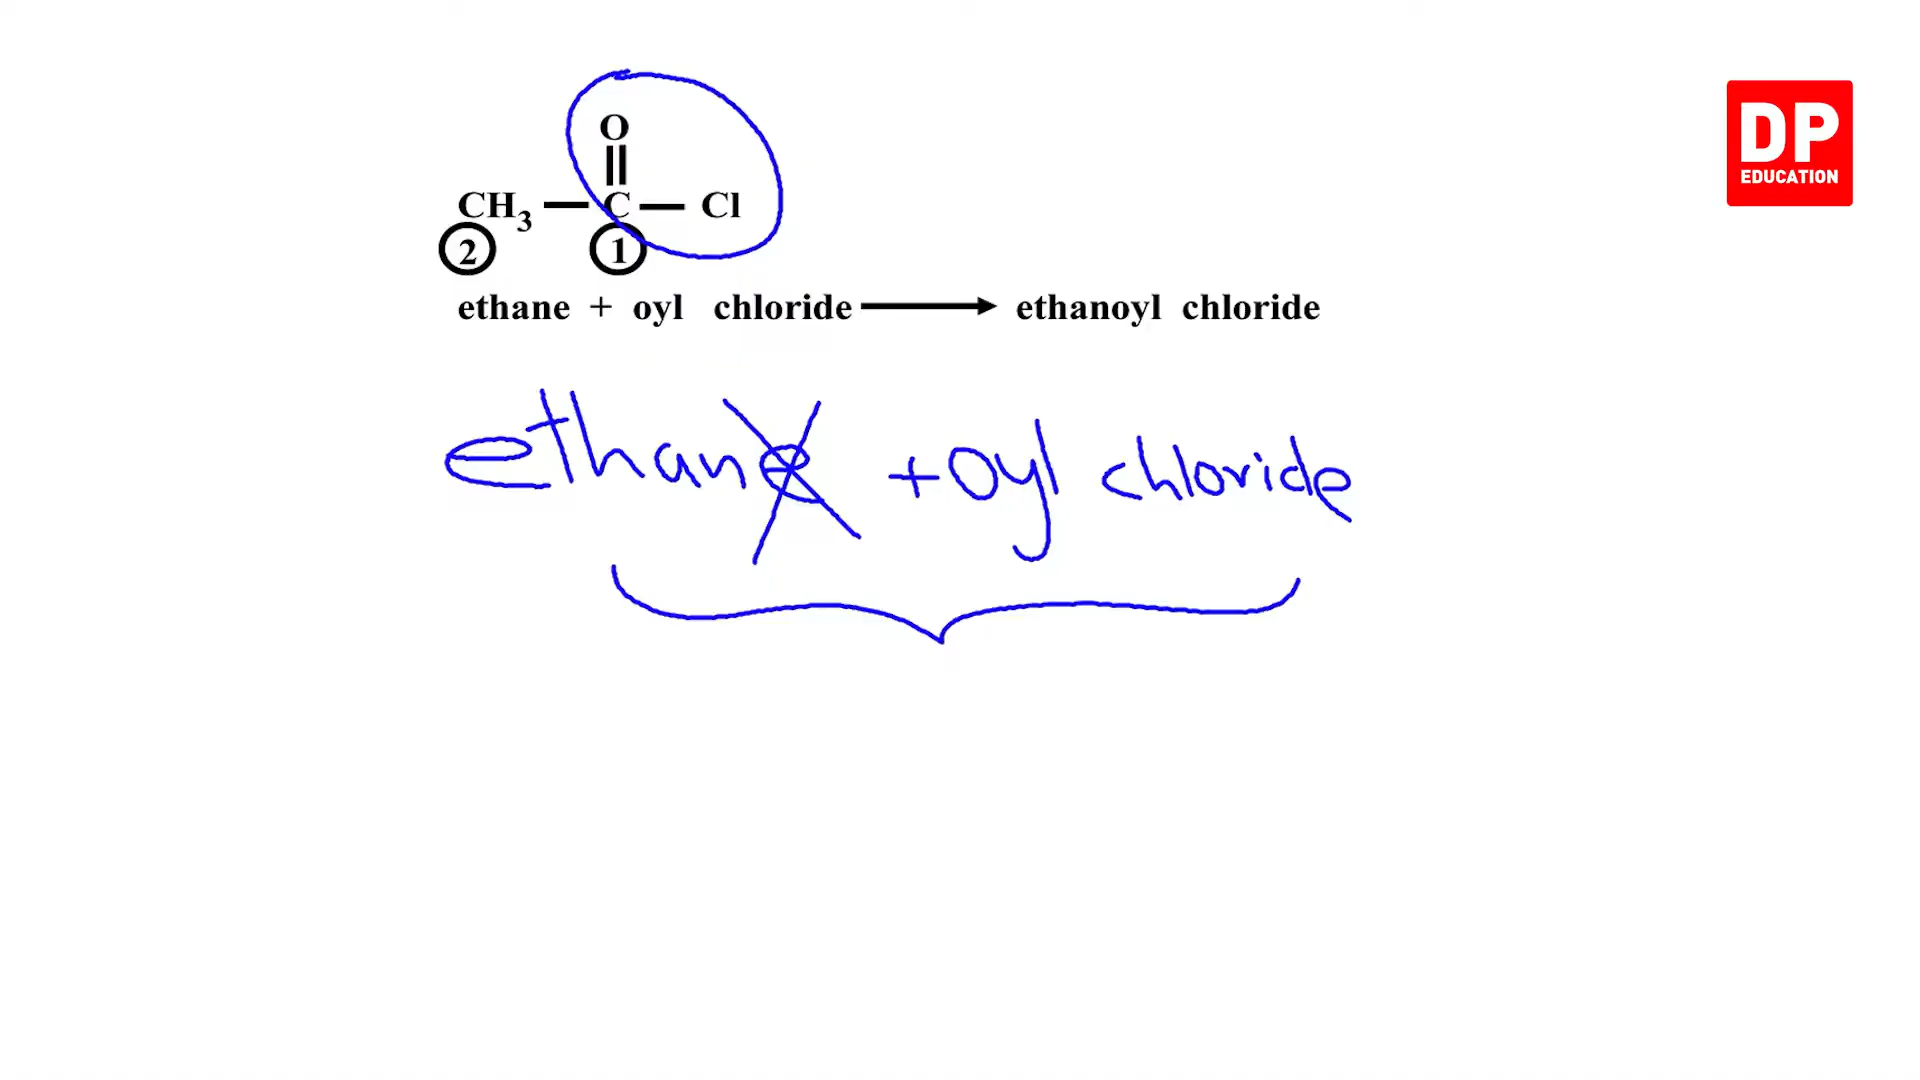 O
||
CH3 — C — Cl
2 1
ethane + oyl chloride ⟶ ethanoyl chloride
ethane + oyl chloride
DP
EDUCATION